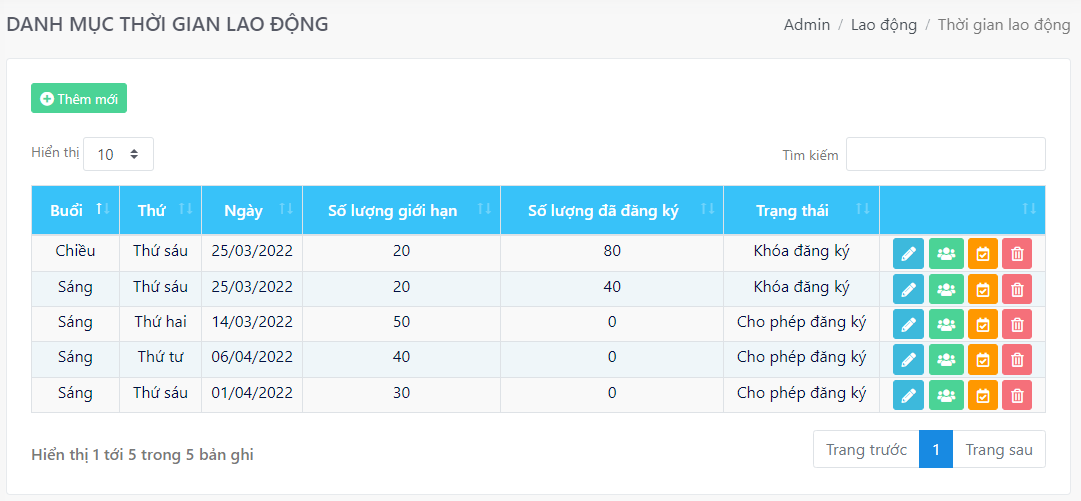 DANH MỤC THỜI GIAN LAO ĐỘNG
Admin / Lao động / Thời gian lao động
Thêm mới
Hiển thị 10
Tìm kiếm
Buổi Thứ Ngày Số lượng giới hạn Số lượng đã đăng ký Trạng thái
Chiều Thứ sáu 25/03/2022 20 80 Khóa đăng ký
Sáng Thứ sáu 25/03/2022 20 40 Khóa đăng ký
Sáng Thứ hai 14/03/2022 50 0 Cho phép đăng ký
Sáng Thứ tư 06/04/2022 40 0 Cho phép đăng ký
Sáng Thứ sáu 01/04/2022 30 0 Cho phép đăng ký
Hiển thị 1 tới 5 trong 5 bản ghi
Trang trước 1 Trang sau